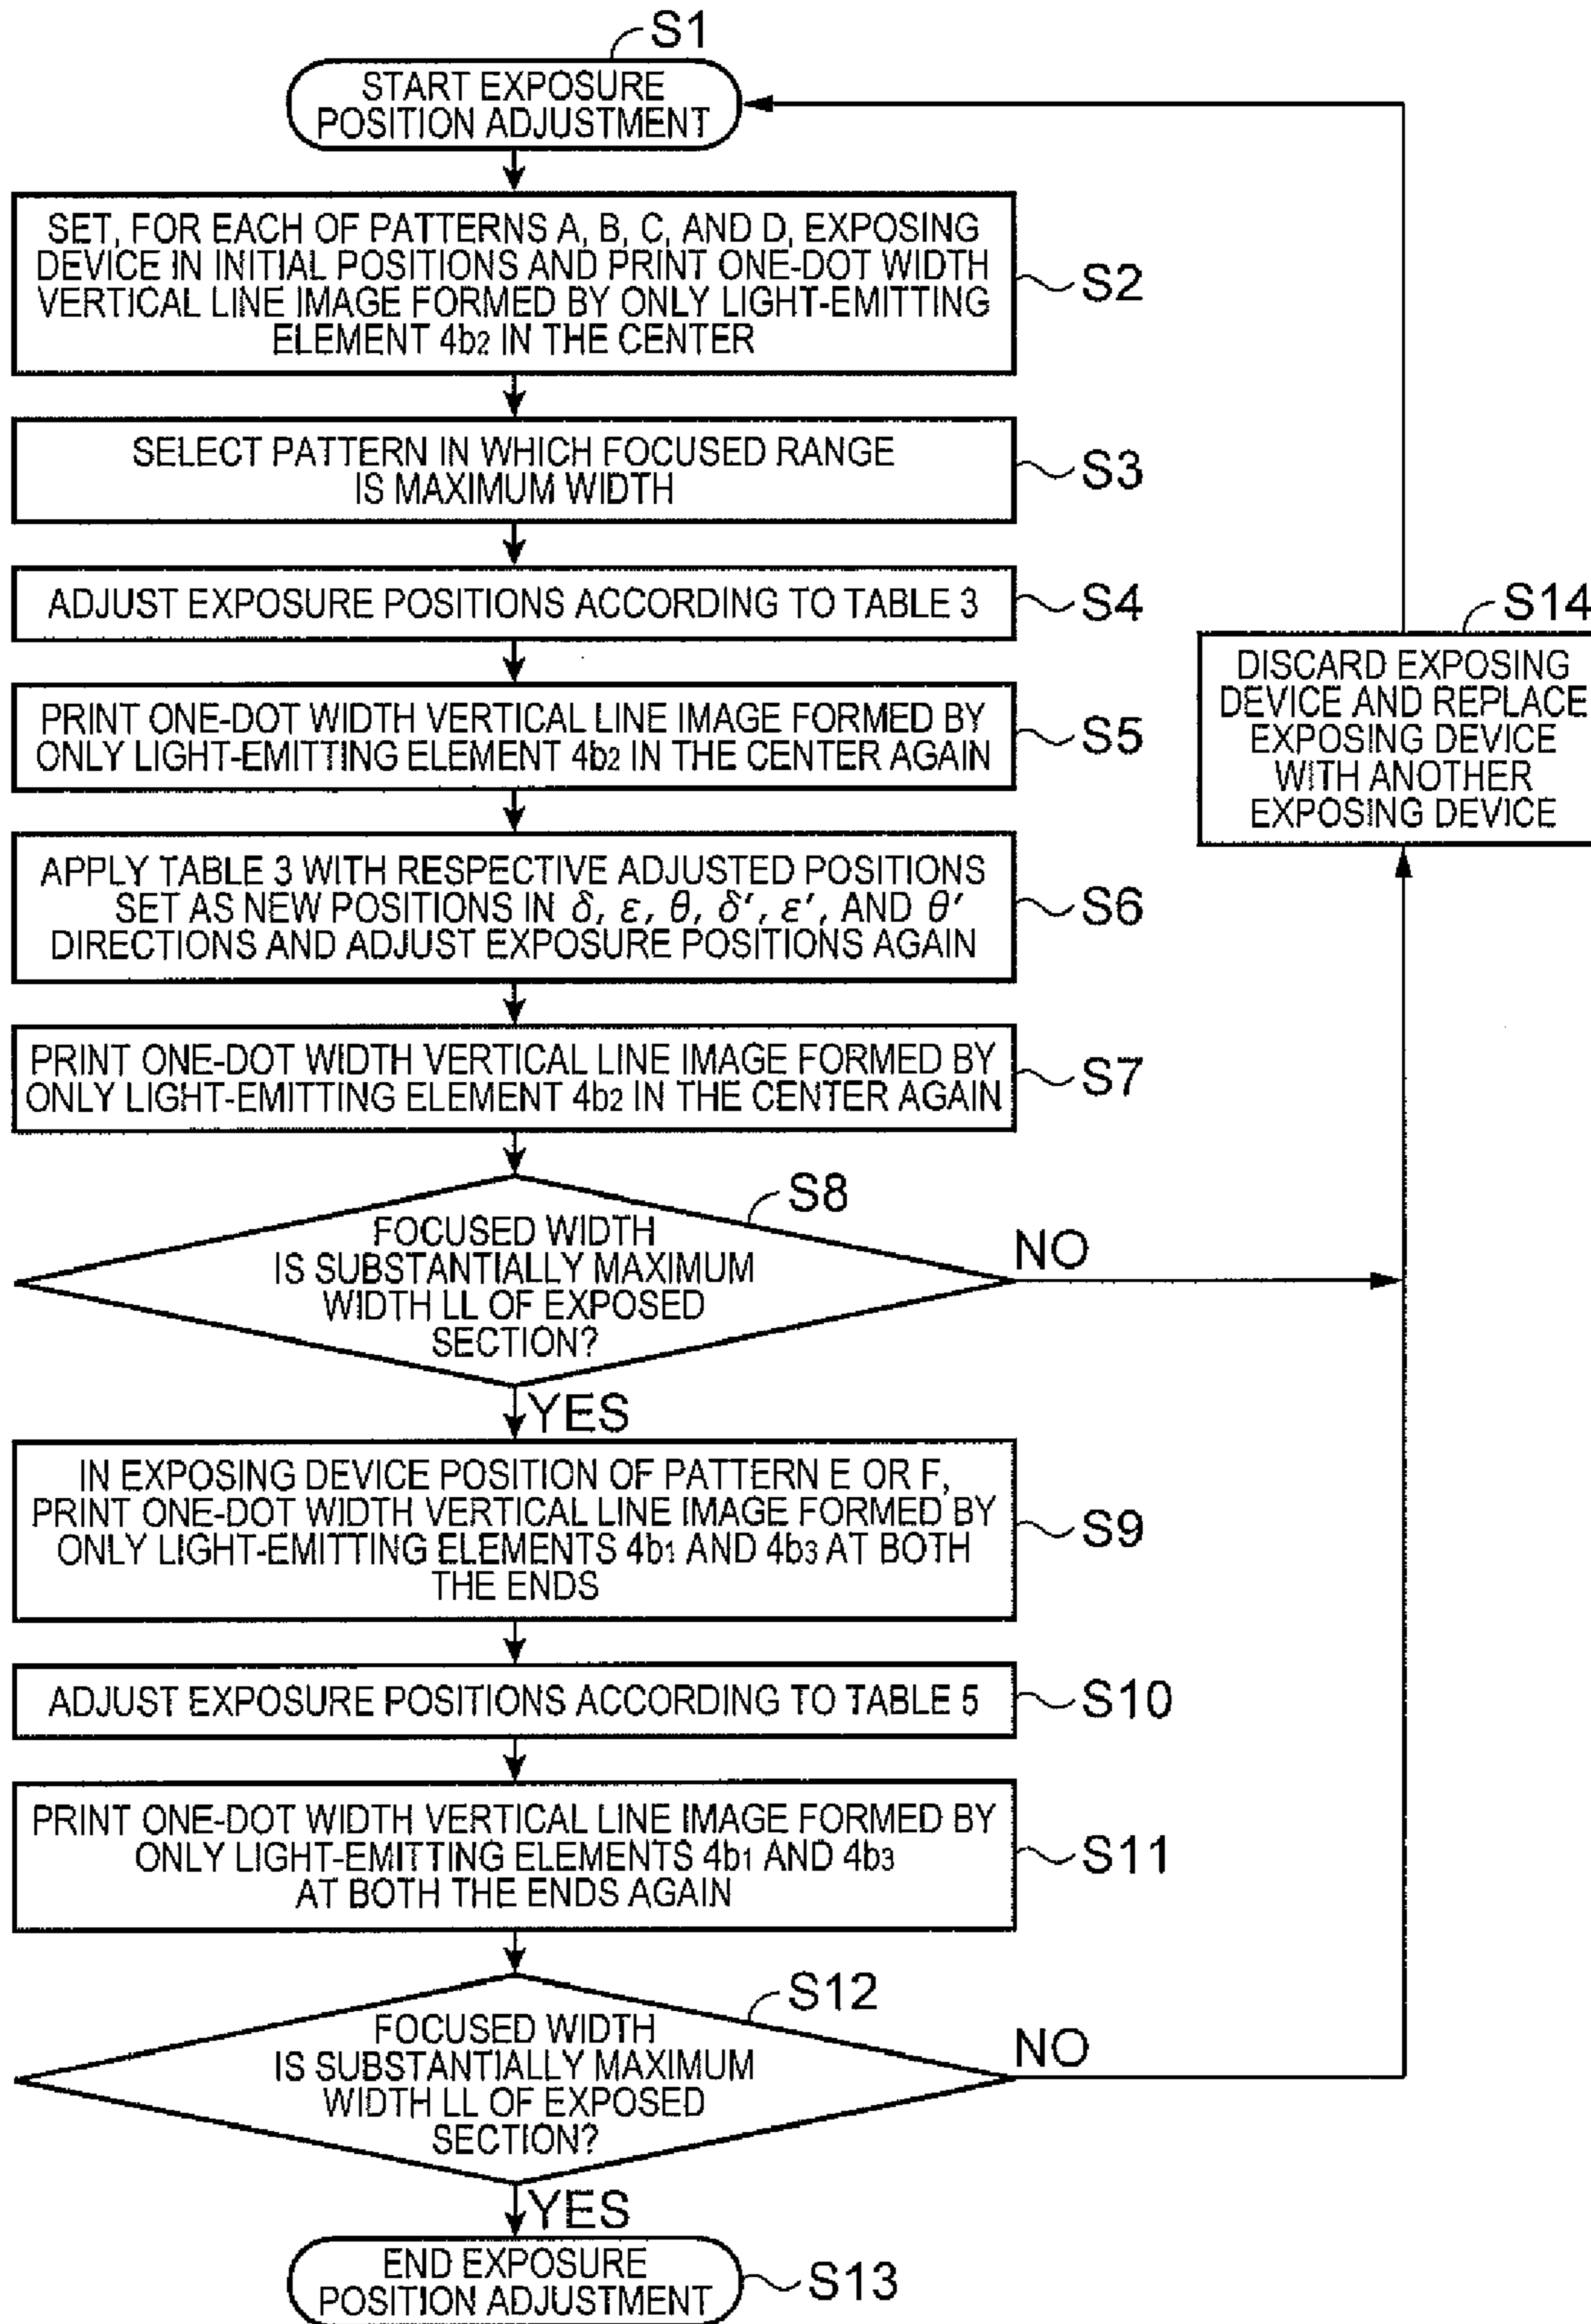 S1
START EXPOSURE
POSITION ADJUSTMENT
SET, FOR EACH OF PATTERNS A, B, C, AND D, EXPOSING
DEVICE IN INITIAL POSITIONS AND PRINT ONE-DOT WIDTH
VERTICAL LINE IMAGE FORMED BY ONLY LIGHT-EMITTING
ELEMENT 4b2 IN THE CENTER
S2
SELECT PATTERN IN WHICH FOCUSED RANGE
IS MAXIMUM WIDTH
S3
ADJUST EXPOSURE POSITIONS ACCORDING TO TABLE 3
S4
PRINT ONE-DOT WIDTH VERTICAL LINE IMAGE FORMED BY
ONLY LIGHT-EMITTING ELEMENT 4b2 IN THE CENTER AGAIN
S5
APPLY TABLE 3 WITH RESPECTIVE ADJUSTED POSITIONS
SET AS NEW POSITIONS IN δ, ε, θ, δ′, ε′, AND θ′
DIRECTIONS AND ADJUST EXPOSURE POSITIONS AGAIN
S6
PRINT ONE-DOT WIDTH VERTICAL LINE IMAGE FORMED BY
ONLY LIGHT-EMITTING ELEMENT 4b2 IN THE CENTER AGAIN
S7
S8
FOCUSED WIDTH
IS SUBSTANTIALLY MAXIMUM
WIDTH LL OF EXPOSED
SECTION?
NO
YES
IN EXPOSING DEVICE POSITION OF PATTERN E OR F,
PRINT ONE-DOT WIDTH VERTICAL LINE IMAGE FORMED BY
ONLY LIGHT-EMITTING ELEMENTS 4b1 AND 4b3 AT BOTH
THE ENDS
S9
ADJUST EXPOSURE POSITIONS ACCORDING TO TABLE 5
S10
PRINT ONE-DOT WIDTH VERTICAL LINE IMAGE FORMED BY
ONLY LIGHT-EMITTING ELEMENTS 4b1 AND 4b3
AT BOTH THE ENDS AGAIN
S11
S12
FOCUSED WIDTH
IS SUBSTANTIALLY MAXIMUM
WIDTH LL OF EXPOSED
SECTION?
NO
YES
END EXPOSURE
POSITION ADJUSTMENT
S13
S14
DISCARD EXPOSING
DEVICE AND REPLACE
EXPOSING DEVICE
WITH ANOTHER
EXPOSING DEVICE